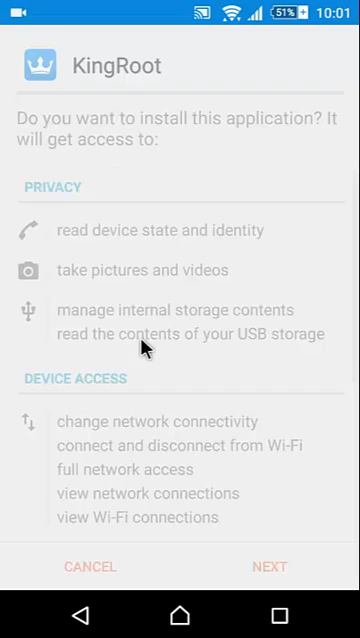 51% 10:01
KingRoot
Do you want to install this application? It
will get access to:
PRIVACY
read device state and identity
take pictures and videos
manage internal storage contents
read the contents of your USB storage
DEVICE ACCESS
change network connectivity
connect and disconnect from Wi-Fi
full network access
view network connections
view Wi-Fi connections
CANCEL NEXT